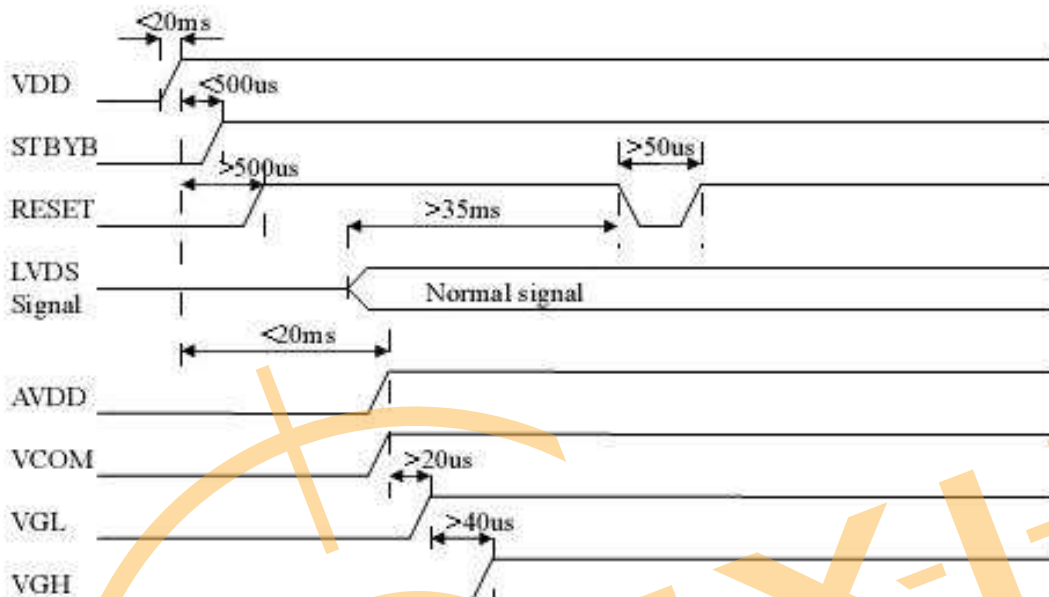 <20ms
VDD
<500us
STBYB
>500us
>50us
RESET
>35ms
LVDS
Signal
Normal signal
<20ms
AVDD
VCOM
>20us
VGL
>40us
VGH